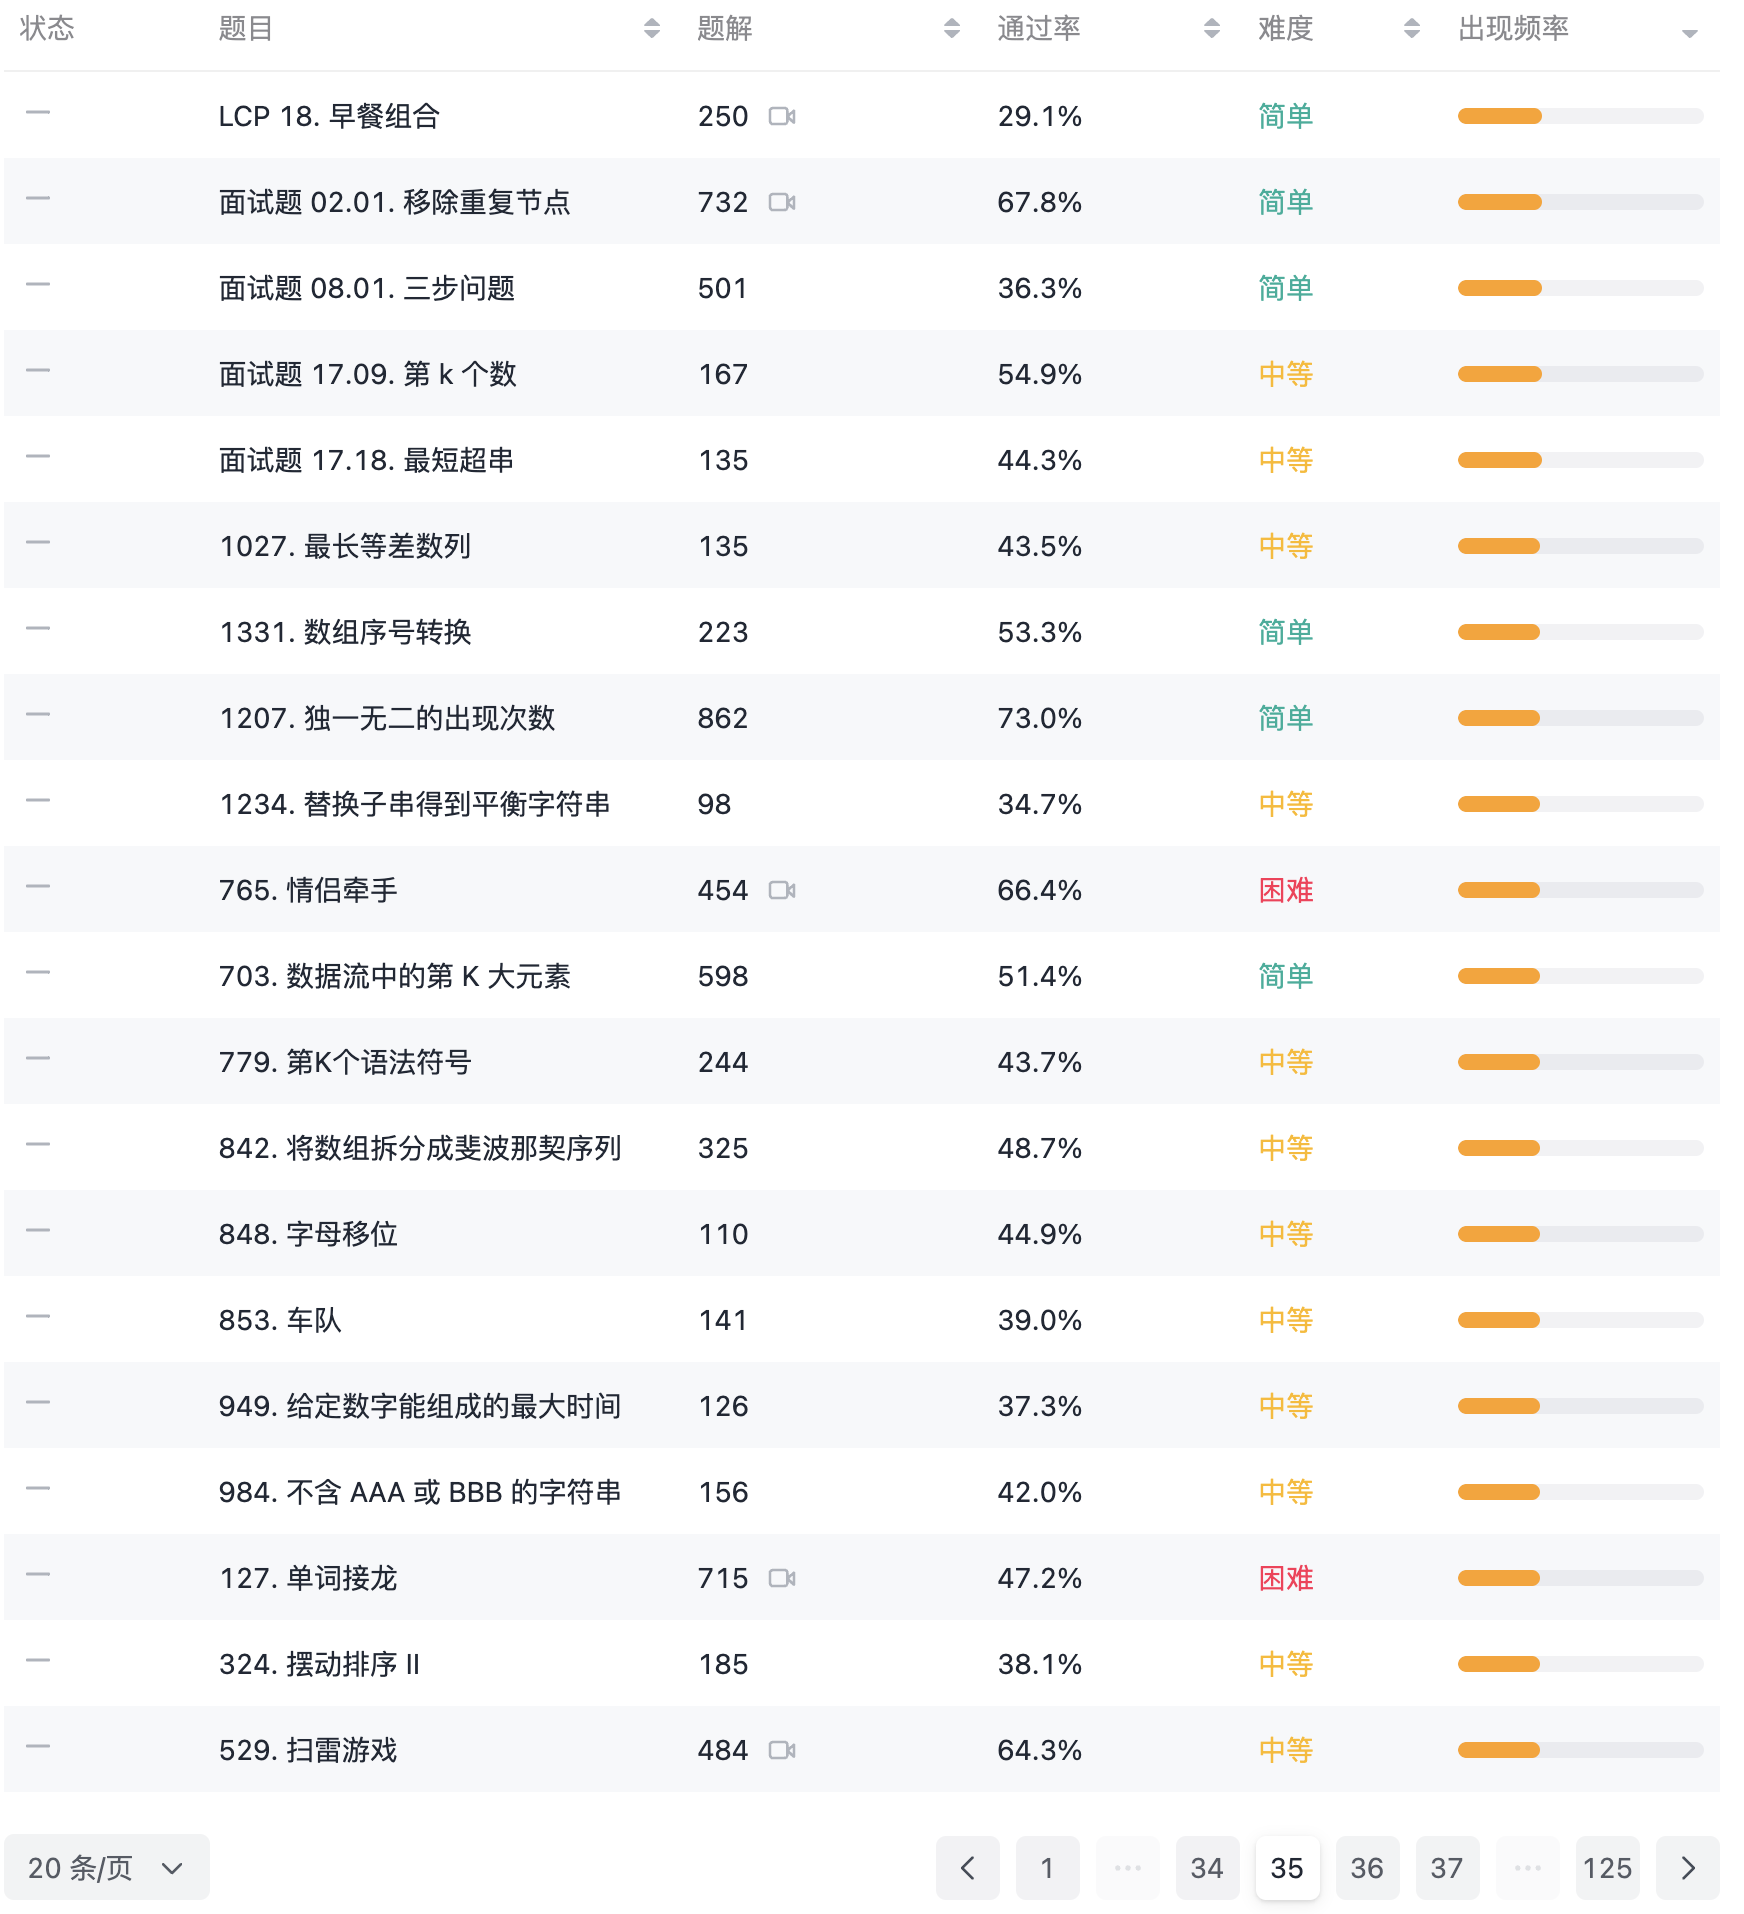 状态 题目 题解 通过率 难度 出现频率
LCP 18. 早餐组合 250 29.1% 简单
面试题 02.01. 移除重复节点 732 67.8% 简单
面试题 08.01. 三步问题 501 36.3% 简单
面试题 17.09. 第 k 个数 167 54.9% 中等
面试题 17.18. 最短超串 135 44.3% 中等
1027. 最长等差数列 135 43.5% 中等
1331. 数组序号转换 223 53.3% 简单
1207. 独一无二的出现次数 862 73.0% 简单
1234. 替换子串得到平衡字符串 98 34.7% 中等
765. 情侣牵手 454 66.4% 困难
703. 数据流中的第 K 大元素 598 51.4% 简单
779. 第K个语法符号 244 43.7% 中等
842. 将数组拆分成斐波那契序列 325 48.7% 中等
848. 字母移位 110 44.9% 中等
853. 车队 141 39.0% 中等
949. 给定数字能组成的最大时间 126 37.3% 中等
984. 不含 AAA 或 BBB 的字符串 156 42.0% 中等
127. 单词接龙 715 47.2% 困难
324. 摆动排序 II 185 38.1% 中等
529. 扫雷游戏 484 64.3% 中等
20 条/页 1 ··· 34 35 36 37 ··· 125